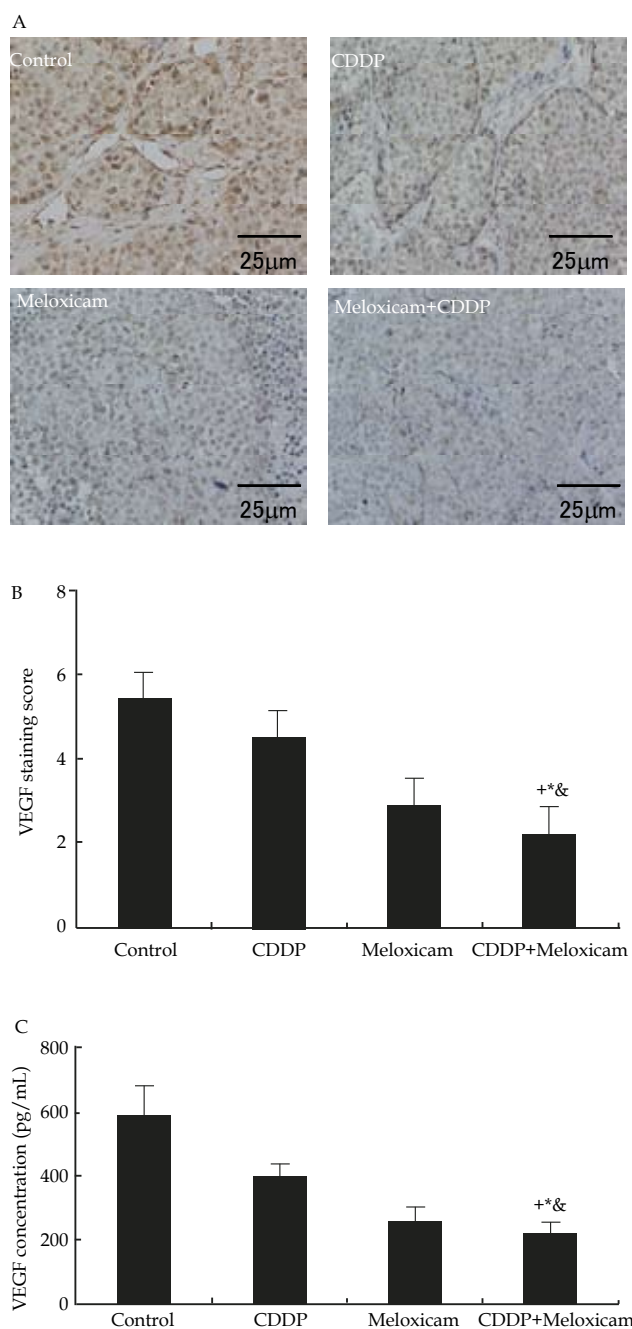 A
Control
CDDP
25μm
25μm
Meloxicam
Meloxicam+CDDP
25μm
25μm
B
8
6
4
2
0
VEGF staining score
+*&
Control
CDDP
Meloxicam
CDDP+Meloxicam
C
800
600
400
200
0
VEGF concentration (pg/mL)
+*&
Control
CDDP
Meloxicam
CDDP+Meloxicam